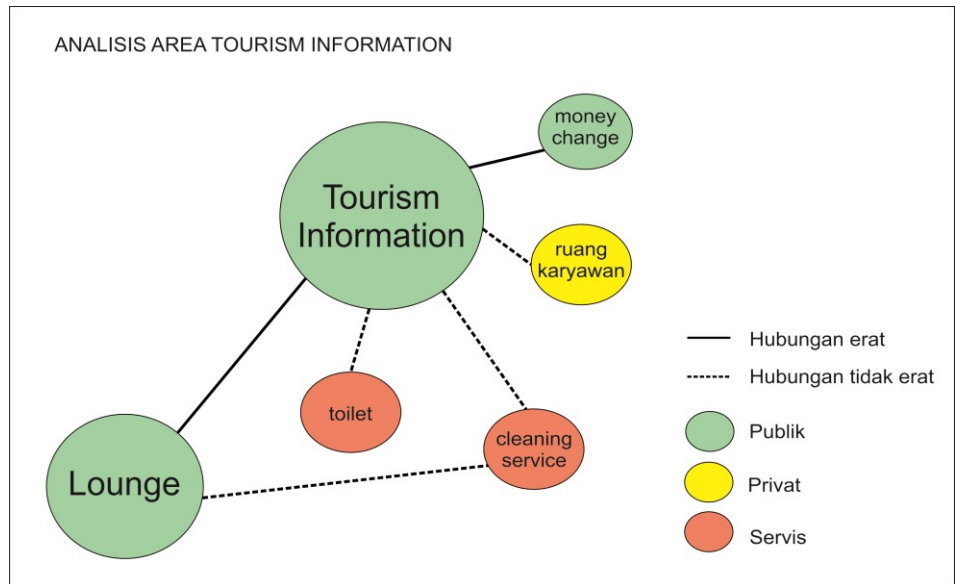 ANALISIS AREA TOURISM INFORMATION
money
change
Tourism
Information
ruang
karyawan
toilet
cleaning
service
Lounge
Hubungan erat
Hubungan tidak erat
Publik
Privat
Servis